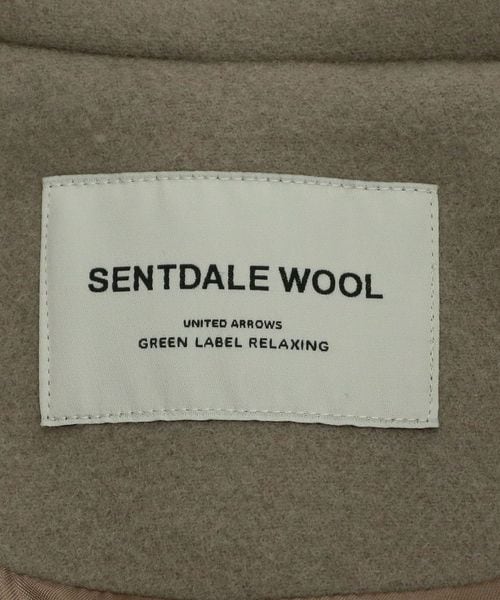 SENTDALE WOOL
UNITED ARROWS
GREEN LABEL RELAXING